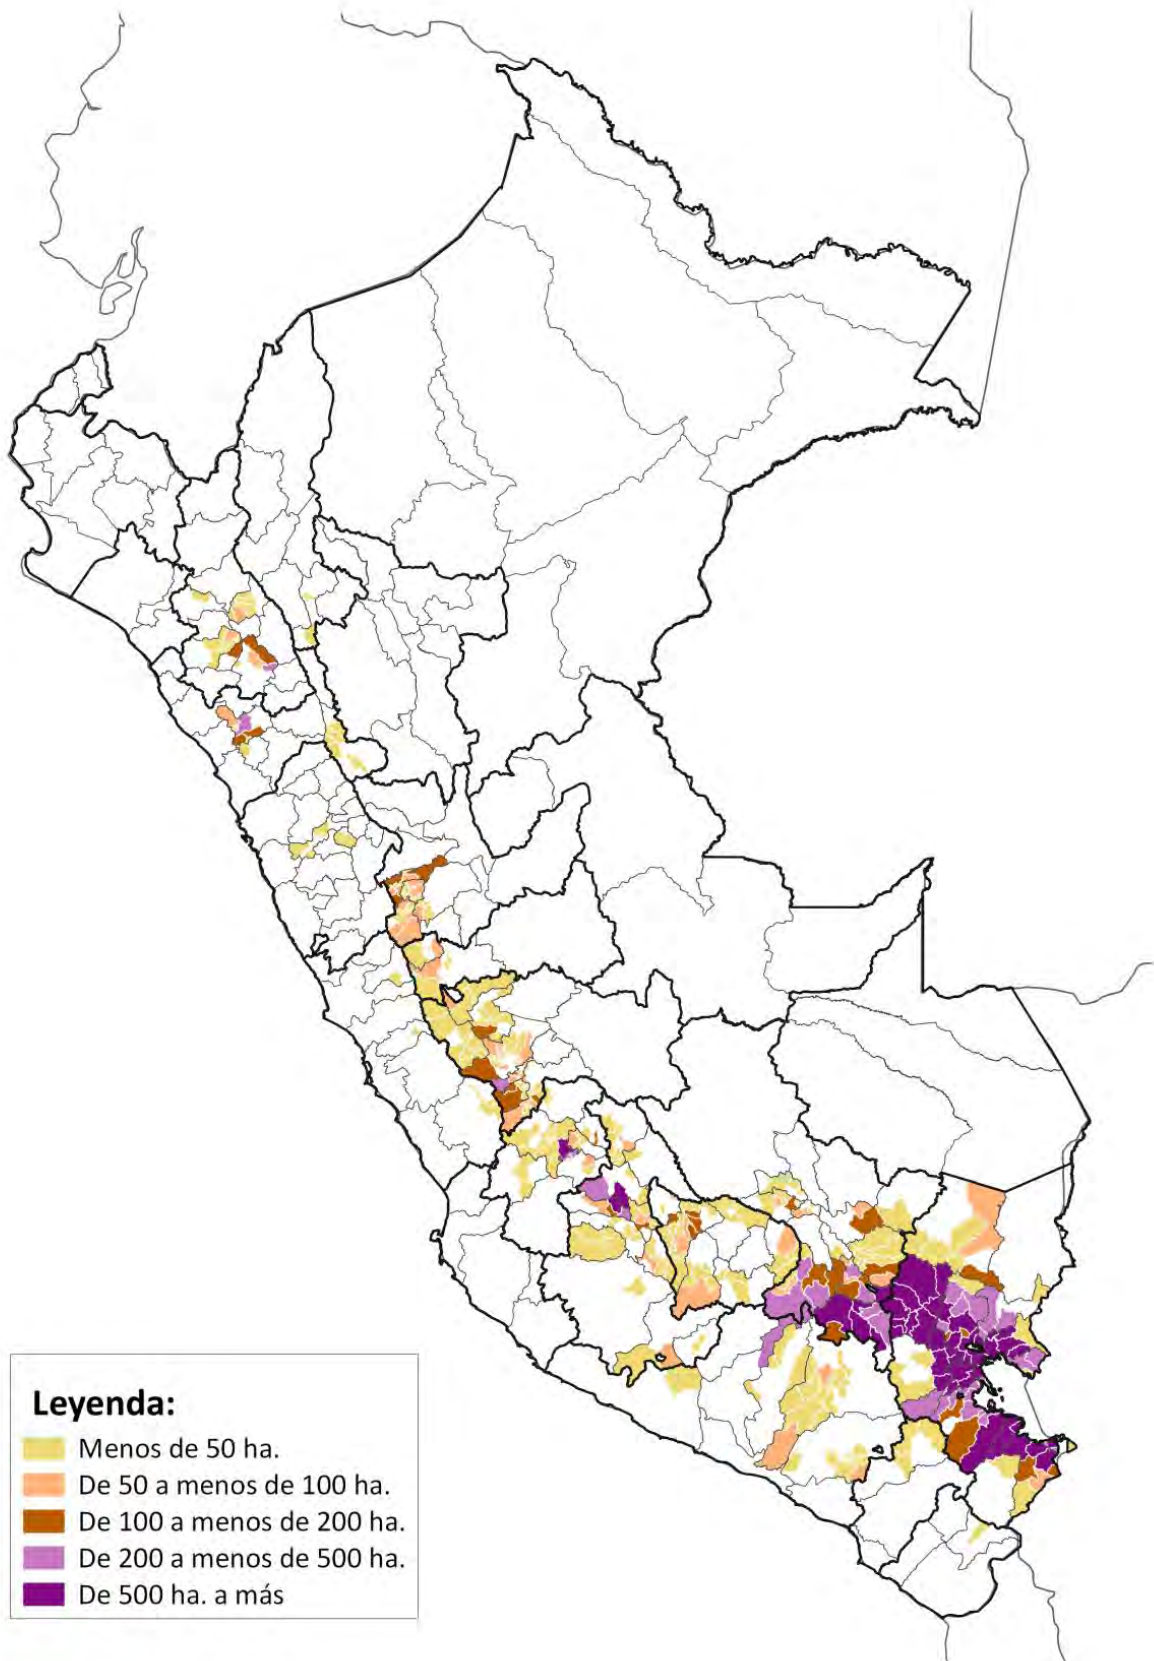 Leyenda:
Menos de 50 ha.
De 50 a menos de 100 ha.
De 100 a menos de 200 ha.
De 200 a menos de 500 ha.
De 500 ha. a más